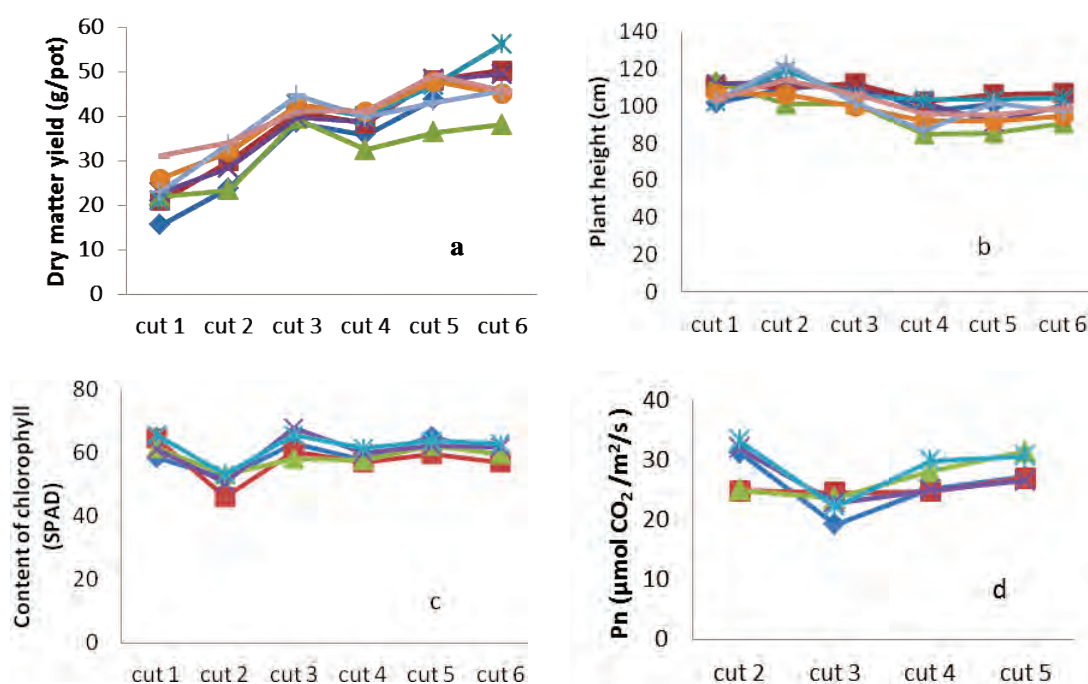 Dry matter yield (g/pot)
60
50
40
30
20
10
0
a
cut 1 cut 2 cut 3 cut 4 cut 5 cut 6
Plant height (cm)
140
120
100
80
60
40
20
0
b
cut 1 cut 2 cut 3 cut 4 cut 5 cut 6
Content of chlorophyll
(SPAD)
80
60
40
20
0
c
cut 1 cut 2 cut 3 cut 4 cut 5 cut 6
Pn (µmol CO₂ /m²/s)
40
30
20
10
0
d
cut 2 cut 3 cut 4 cut 5